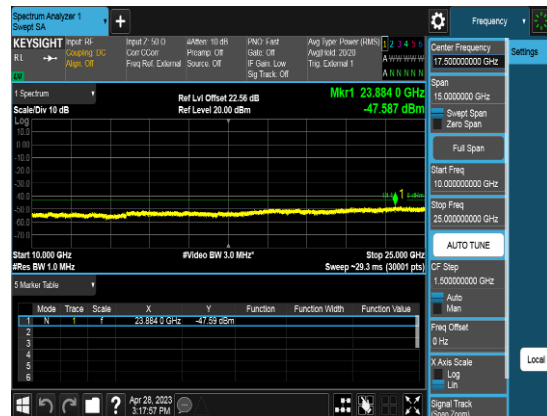 Spectrum Analyzer 1
Swept SA
+
Frequency
KEYSIGHT
Input: RF
Coupling: DC
Align: Off
Input Z: 50 Ω
Corr CCorr
Freq Ref: External
#Atten: 10 dB
Preamp: Off
Source: Off
PNO: Fast
Gate: Off
IF Gain: Low
Sig Track: Off
Avg Type: Power (RMS)
Avg|Hold: 20/20
Trig: External 1
1 2 3 4 5 6
A W W W W W
A N N N N N
R L
1 Spectrum
Scale/Div 10 dB
Ref Lvl Offset 22.56 dB
Ref Level 20.00 dBm
Mkr1 23.884 0 GHz
-47.587 dBm
Log
10.0
0.00
-10.0
-20.0
-30.0
-40.0
-50.0
-60.0
-70.0
1
Start 10.000 GHz
#Res BW 1.0 MHz
#Video BW 3.0 MHz*
Stop 25.000 GHz
Sweep ~29.3 ms (30001 pts)
5 Marker Table
Mode Trace Scale X Y Function Function Width Function Value
1 N 1 f 23.884 0 GHz -47.59 dBm
2
3
4
5
6
Apr 28, 2023
3:17:57 PM
Center Frequency
17.500000000 GHz
Settings
Span
15.0000000 GHz
Swept Span
Zero Span
Full Span
Start Freq
10.000000000 GHz
Stop Freq
25.000000000 GHz
AUTO TUNE
CF Step
1.500000000 GHz
Auto
Man
Freq Offset
0 Hz
X Axis Scale
Log
Lin
Local
Signal Track
(Span Zoom)